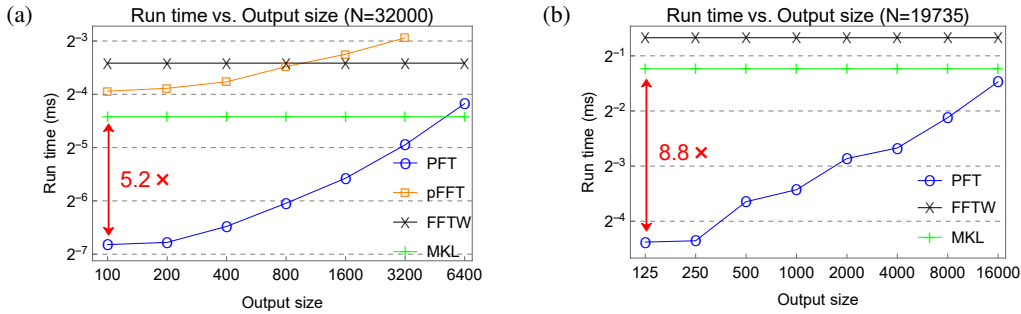 (a)
Run time vs. Output size (N=32000)
2⁻³
2⁻⁴
2⁻⁵
2⁻⁶
2⁻⁷
Run time (ms)
5.2 ×
PFT
pFFT
FFTW
MKL
100 200 400 800 1600 3200 6400
Output size
(b)
Run time vs. Output size (N=19735)
2⁻¹
2⁻²
2⁻³
2⁻⁴
Run time (ms)
8.8 ×
PFT
FFTW
MKL
125 250 500 1000 2000 4000 8000 16000
Output size